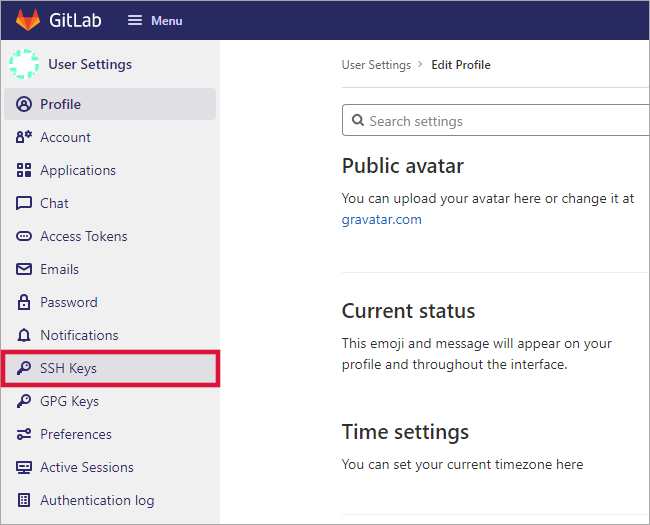 GitLab
Menu
User Settings
Profile
Account
Applications
Chat
Access Tokens
Emails
Password
Notifications
SSH Keys
GPG Keys
Preferences
Active Sessions
Authentication log
User Settings > Edit Profile
Search settings
Public avatar
You can upload your avatar here or change it at
gravatar.com
Current status
This emoji and message will appear on your
profile and throughout the interface.
Time settings
You can set your current timezone here